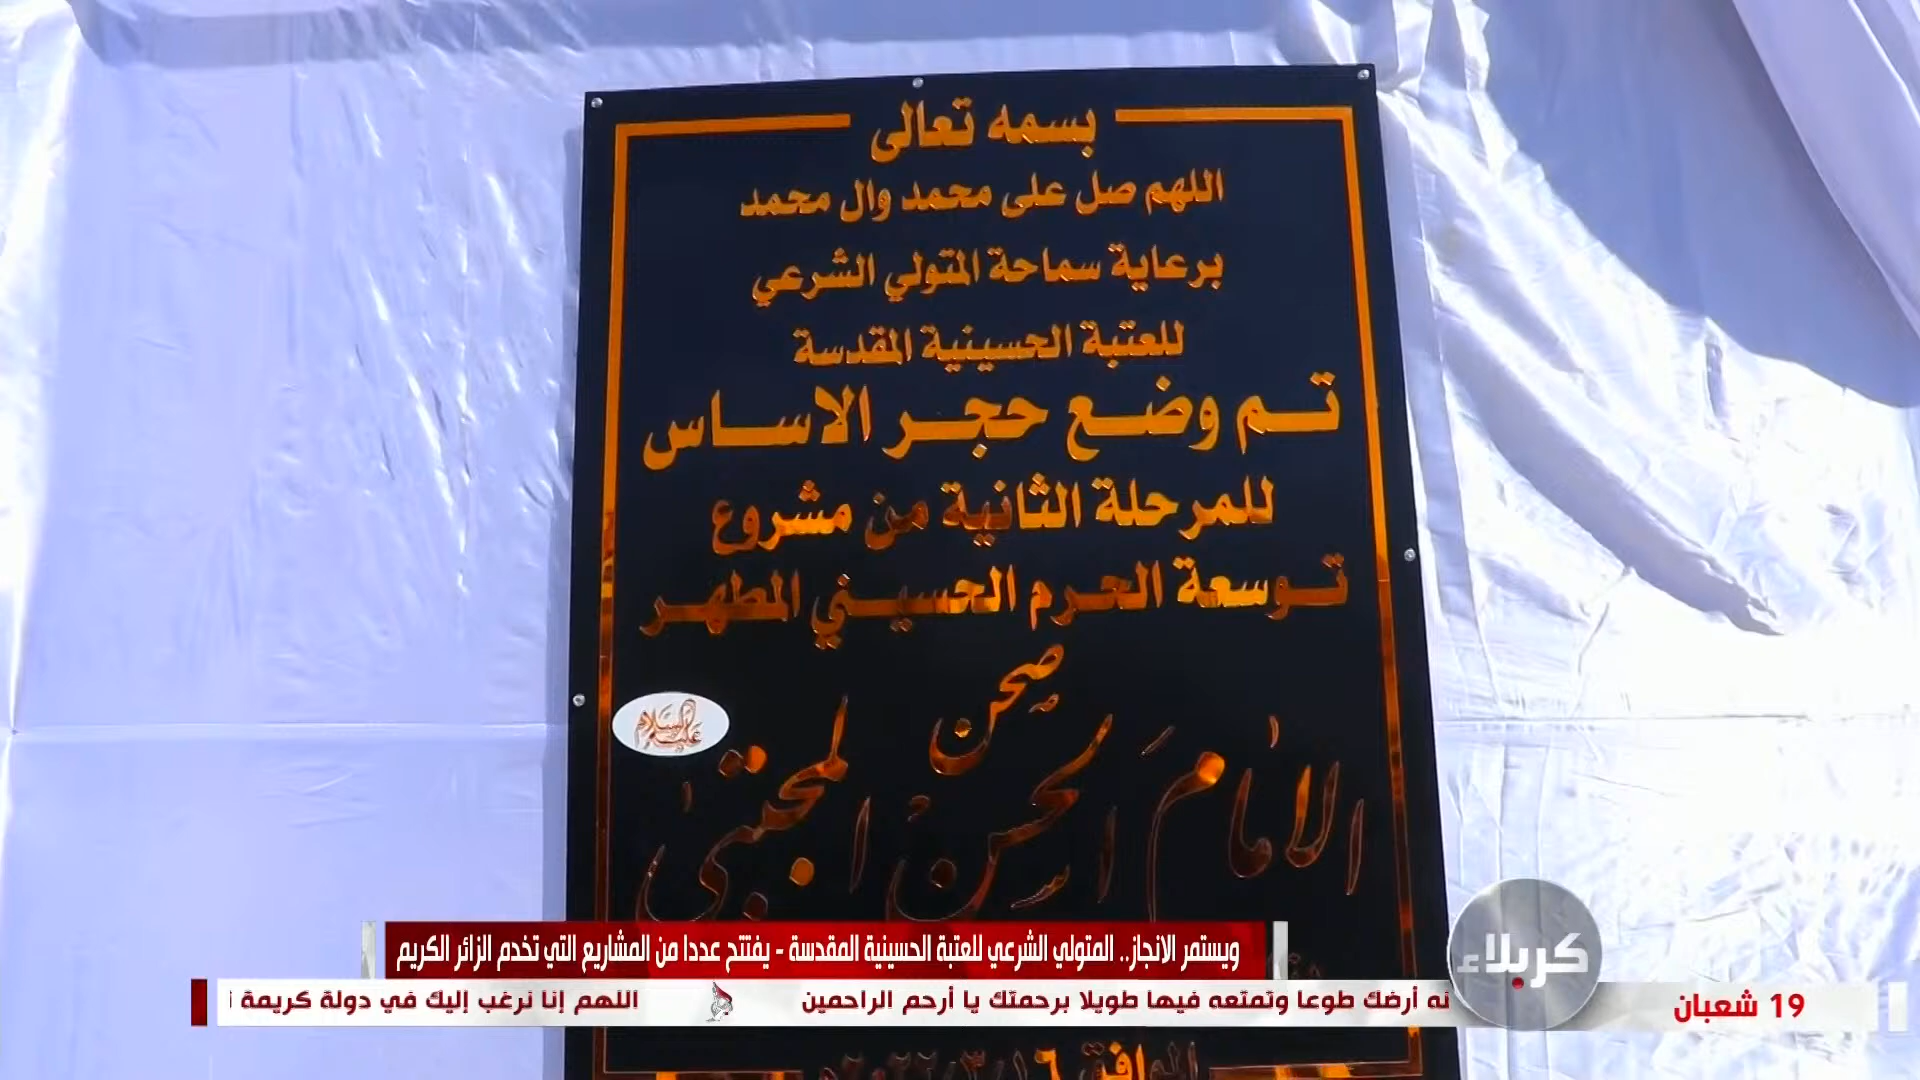 بسمه تعالى
اللهم صل على محمد وال محمد
برعاية سماحة المتولي الشرعي
للعتبة الحسينية المقدسة
تم وضع حجر الاساس
للمرحلة الثانية من مشروع
توسعة الحرم الحسيني المطهر
صحن
الامام الحسن المجتبى
عليه السلام
ويستمر الانجاز.. المتولي الشرعي للعتبة الحسينية المقدسة - يفتتح عددا من المشاريع التي تخدم الزائر الكريم
كربلاء
19 شعبان
نه أرضك طوعا وتمتعه فيها طويلا برحمتك يا أرحم الراحمين
اللهم إنا نرغب إليك في دولة كريمة
الموافق